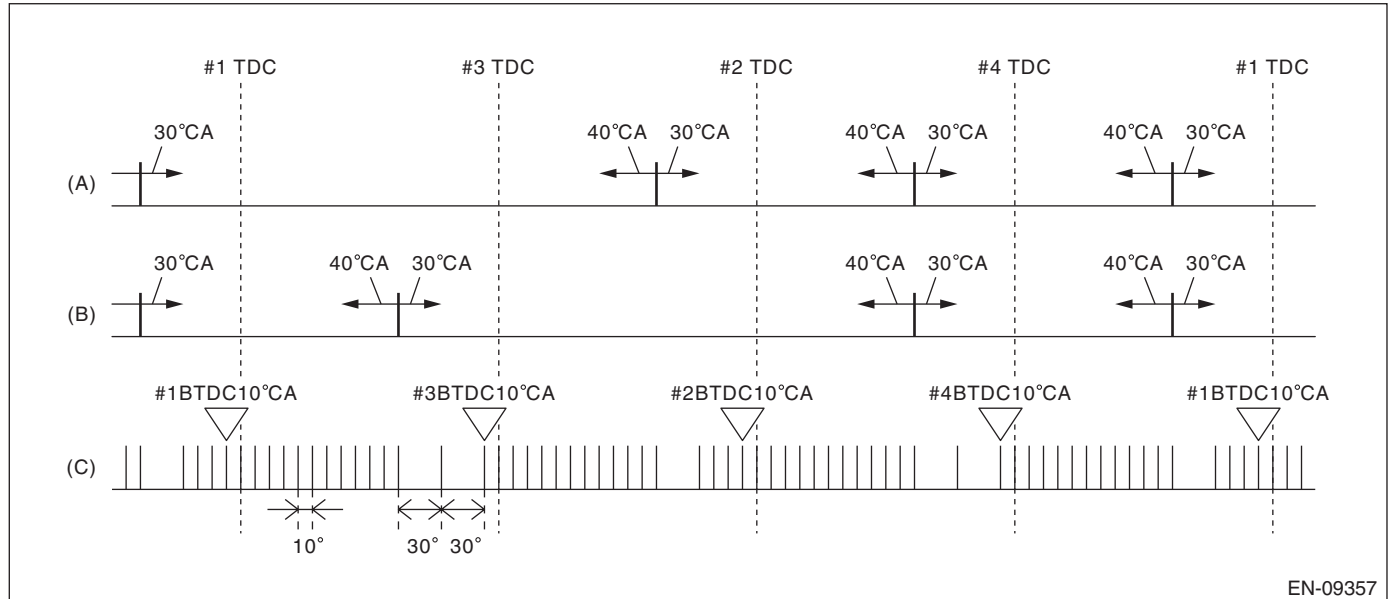 #1 TDC #3 TDC #2 TDC #4 TDC #1 TDC
30°CA 40°CA 30°CA 40°CA 30°CA 40°CA 30°CA
(A)
30°CA 40°CA 30°CA 40°CA 30°CA 40°CA 30°CA
(B)
#1BTDC10°CA #3BTDC10°CA #2BTDC10°CA #4BTDC10°CA #1BTDC10°CA
(C)
10° 30° 30°
EN-09357